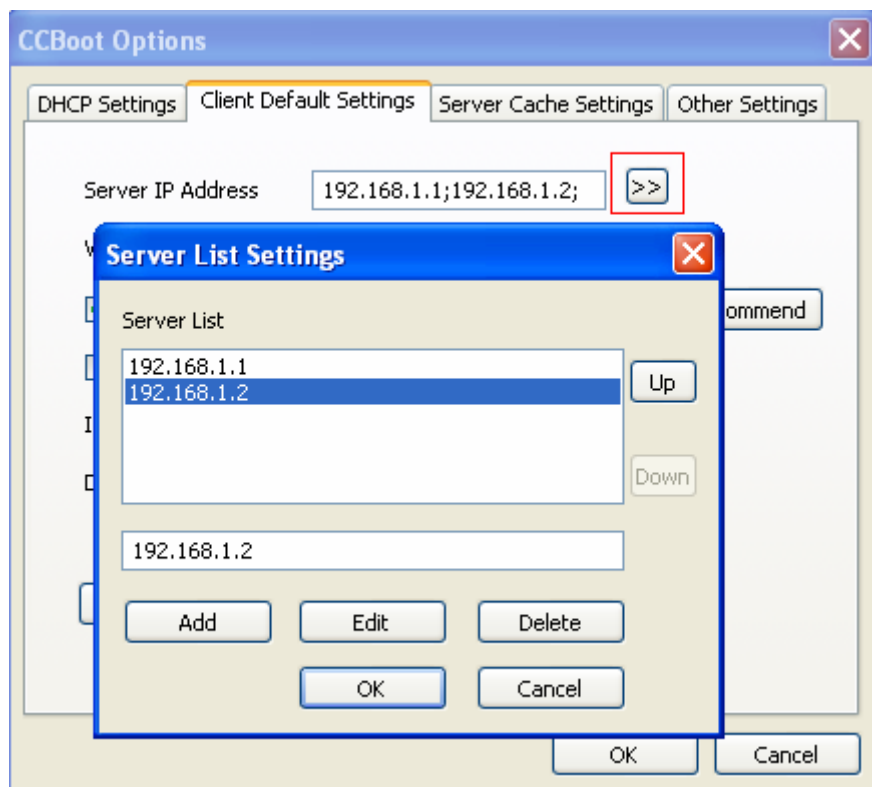 CCBoot Options
DHCP Settings Client Default Settings Server Cache Settings Other Settings
Server IP Address 192.168.1.1;192.168.1.2; >>
Server List Settings
ommend
Server List
192.168.1.1
192.168.1.2
Up
Down
192.168.1.2
Add Edit Delete
OK Cancel
OK Cancel